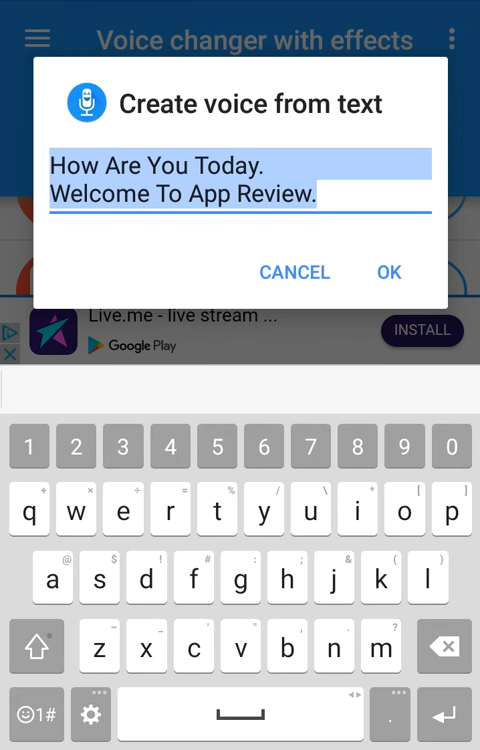 Voice changer with effects
Create voice from text
How Are You Today.
Welcome To App Review.
CANCEL OK
Live.me - live stream ...
Google Play
INSTALL
1 2 3 4 5 6 7 8 9 0
+ × ÷ = % / \ * [ ]
q w e r t y u i o p
@ $ ! # : ; & ( )
a s d f g h j k l
– _ ' " , . ?
z x c v b n m
1# .